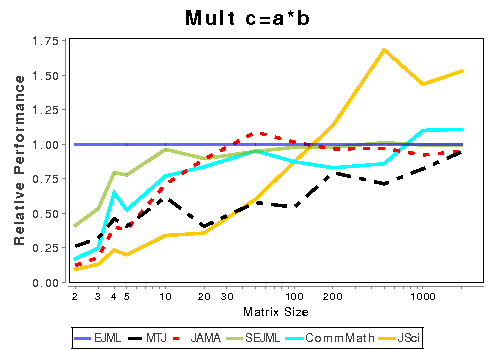 Mult c=a*b
Relative Performance
1.75
1.50
1.25
1.00
0.75
0.50
0.25
0.00
2 3 4 5 10 20 30 100 200 1000
Matrix Size
EJML MTJ JAMA SEJML CommMath JSci